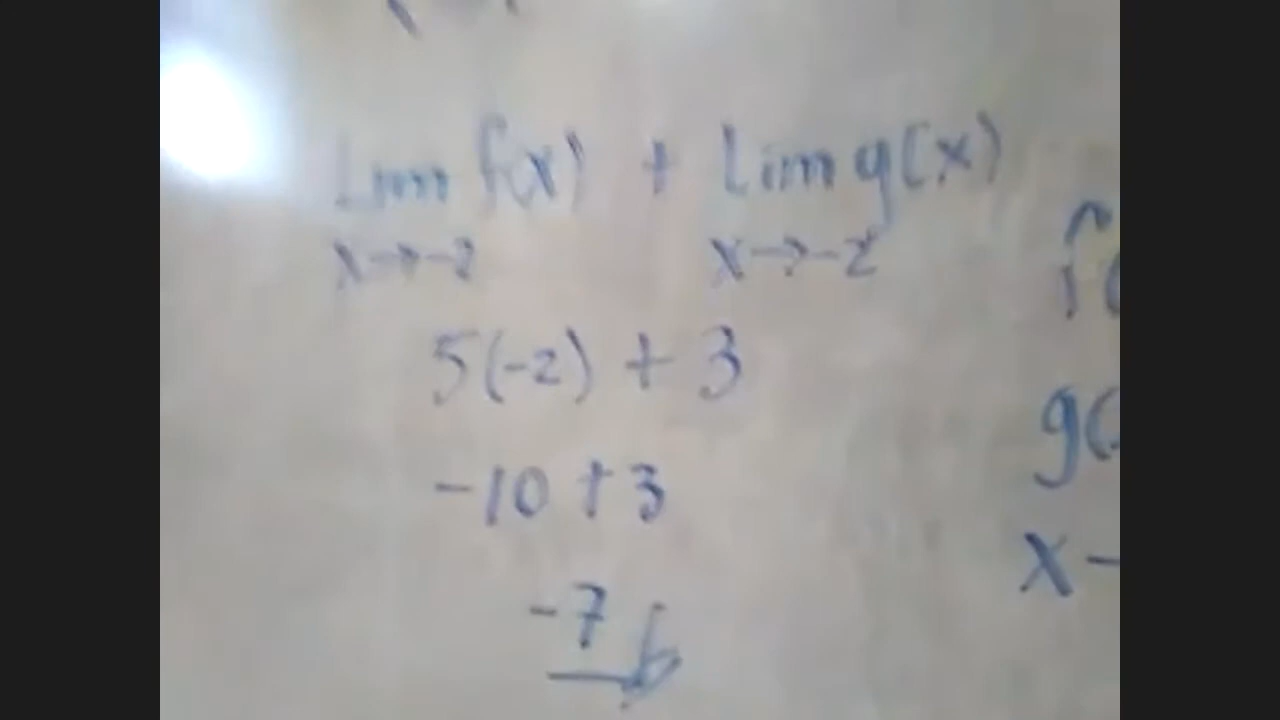 Lim f(x) + Lim g(x)
x→-2 x→-2
5(-2) + 3
-10 + 3
-7
g(
x-